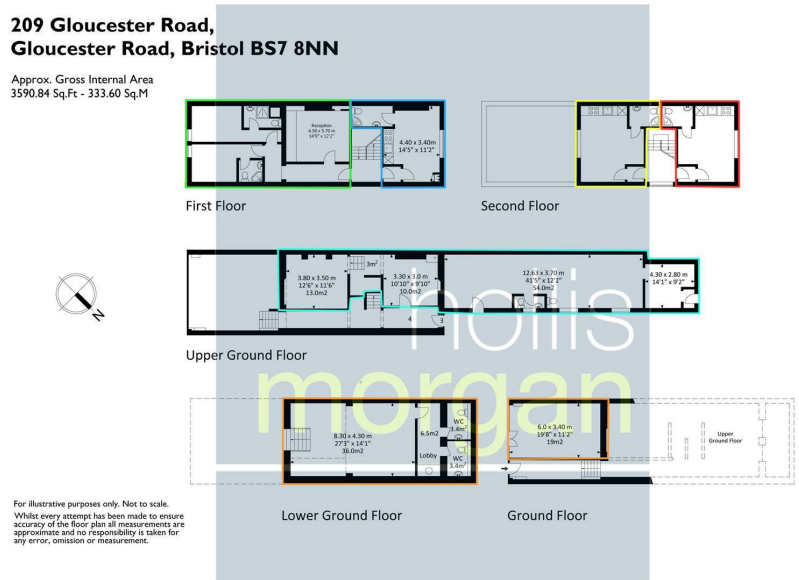 209 Gloucester Road,
Gloucester Road, Bristol BS7 8NN
Approx. Gross Internal Area
3590.84 Sq.Ft - 333.60 Sq.M
Reception
4.50 x 3.70 m
14'9" x 12'2"
4.40 x 3.40m
14'5" x 11'2"
First Floor
Second Floor
3.80 x 3.50 m
12'6" x 11'6"
13.0m2
3m²
3.30 x 3.0 m
10'10" x 9'10"
10.0m2
12.63 x 3.70 m
41'5" x 12'2"
54.0m2
4.30 x 2.80 m
14'1" x 9'2"
4
3
N
Upper Ground Floor
hollis
morgan
8.30 x 4.30 m
27'3" x 14'1"
36.0m2
6.5m2
Lobby
WC
3.4m²
WC
3.4m²
6.0 x 3.40m
19'8" x 11'2"
19m2
Upper
Ground Floor
Lower Ground Floor
Ground Floor
For illustrative purposes only. Not to scale.
Whilst every attempt has been made to ensure
accuracy of the floor plan all measurements are
approximate and no responsibility is taken for
any error, omission or measurement.